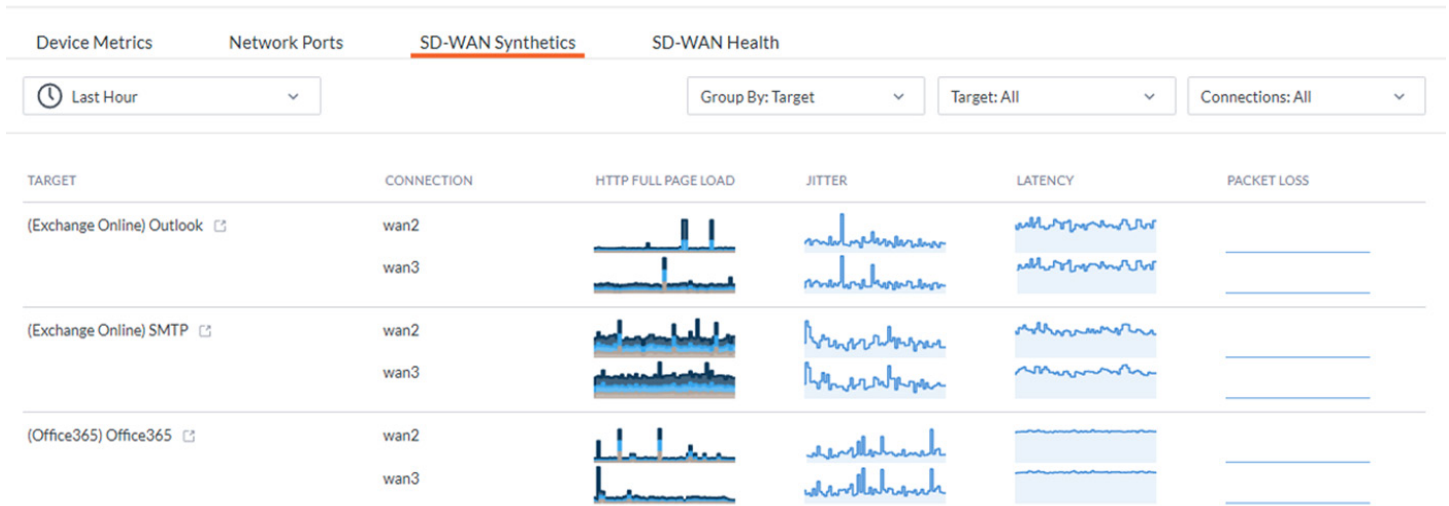 Device Metrics Network Ports SD-WAN Synthetics SD-WAN Health
Last Hour Group By: Target Target: All Connections: All
TARGET CONNECTION HTTP FULL PAGE LOAD JITTER LATENCY PACKET LOSS
(Exchange Online) Outlook wan2
wan3
(Exchange Online) SMTP wan2
wan3
(Office365) Office365 wan2
wan3